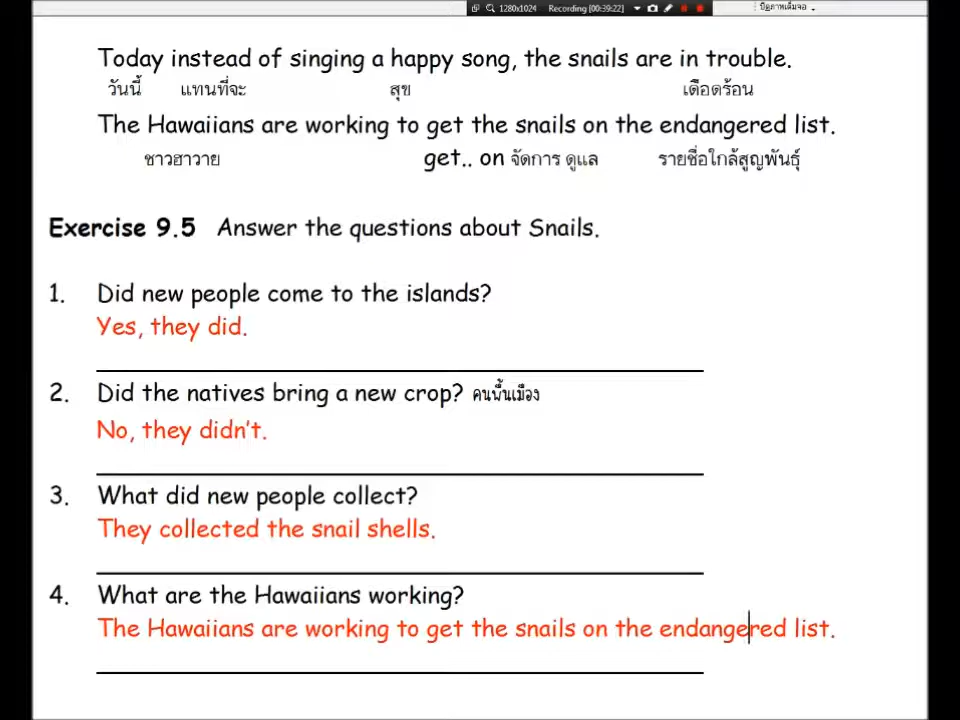 1280x1024 Recording [00:39:22]
Today instead of singing a happy song, the snails are in trouble.
วันนี้ แทนที่จะ สุข เดือดร้อน
The Hawaiians are working to get the snails on the endangered list.
ชาวฮาวาย get.. on จัดการ ดูแล รายชื่อใกล้สูญพันธุ์
Exercise 9.5 Answer the questions about Snails.
1. Did new people come to the islands?
Yes, they did.
2. Did the natives bring a new crop? คนพื้นเมือง
No, they didn't.
3. What did new people collect?
They collected the snail shells.
4. What are the Hawaiians working?
The Hawaiians are working to get the snails on the endangered list.